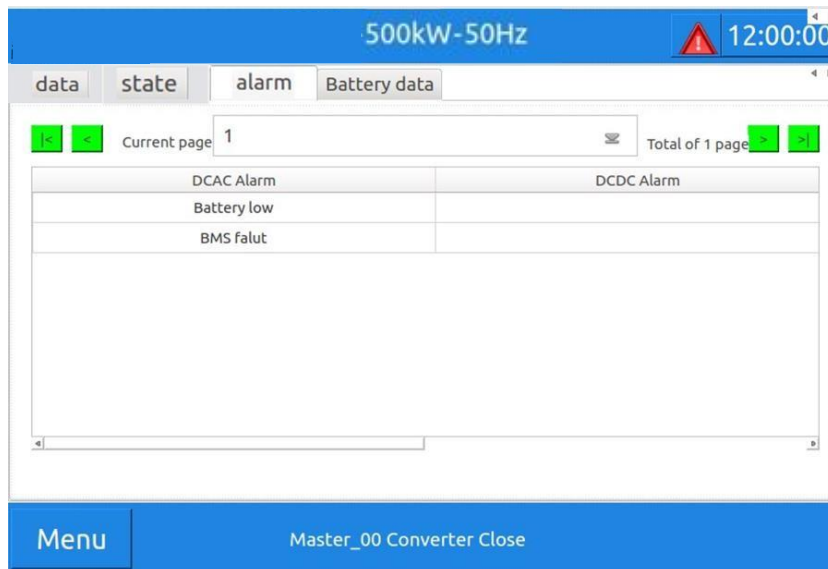 500kW-50Hz
12:00:00
data state alarm Battery data
|< < Current page 1 Total of 1 page > >|
DCAC Alarm DCDC Alarm
Battery low
BMS falut
Menu Master_00 Converter Close